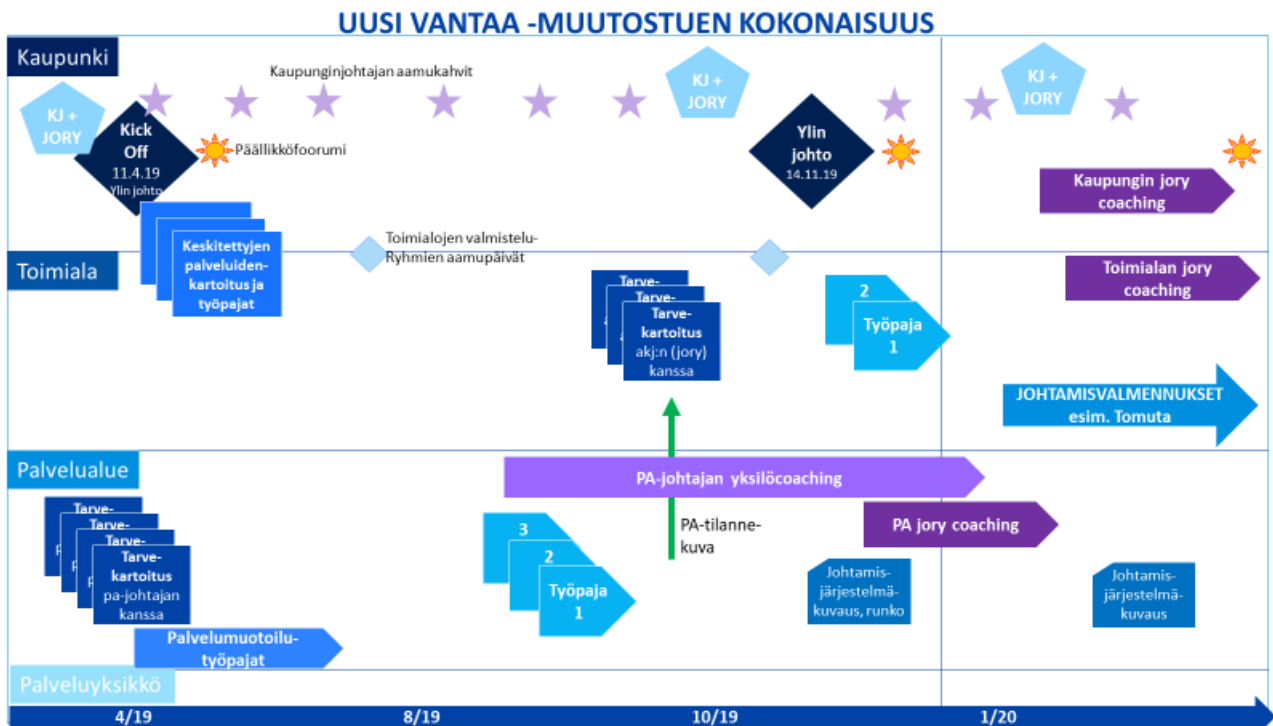 UUSI VANTAA -MUUTOSTUEN KOKONAISUUS
Kaupunki
Kaupunginjohtajan aamukahvit
KJ +
JORY
KJ +
JORY
KJ +
JORY
Kick
Off
11.4.19
Ylin johto
Päällikköfoorumi
Ylin
johto
14.11.19
Kaupungin jory
coaching
Keskitettyjen
palveluiden-
kartoitus ja
työpajat
Toimialojen valmistelu-
Ryhmien aamupäivät
Toimiala
Toimialan jory
coaching
Tarve-
Tarve-
Tarve-
kartoitus
akj:n (jory)
kanssa
2
Työpaja
1
JOHTAMISVALMENNUKSET
esim. Tomuta
Palvelualue
PA-johtajan yksilöcoaching
PA jory coaching
PA-tilanne-
kuva
Tarve-
Tarve-
Tarve-
Tarve-
kartoitus
pa-johtajan
kanssa
3
2
Työpaja
1
Johtamis-
järjestelmä-
kuvaus, runko
Johtamis-
järjestelmä-
kuvaus
Palvelumuotoilu-
työpajat
Palveluyksikkö
4/19
8/19
10/19
1/20